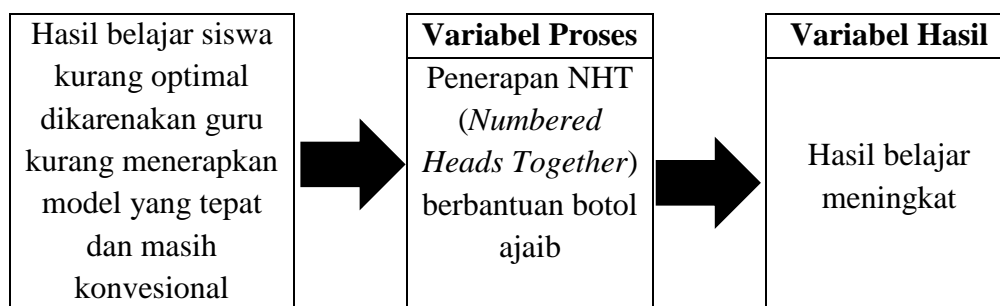 Hasil belajar siswa
kurang optimal
dikarenakan guru
kurang menerapkan
model yang tepat
dan masih
konvesional
Variabel Proses
Penerapan NHT
(Numbered
Heads Together)
berbantuan botol
ajaib
Variabel Hasil
Hasil belajar
meningkat